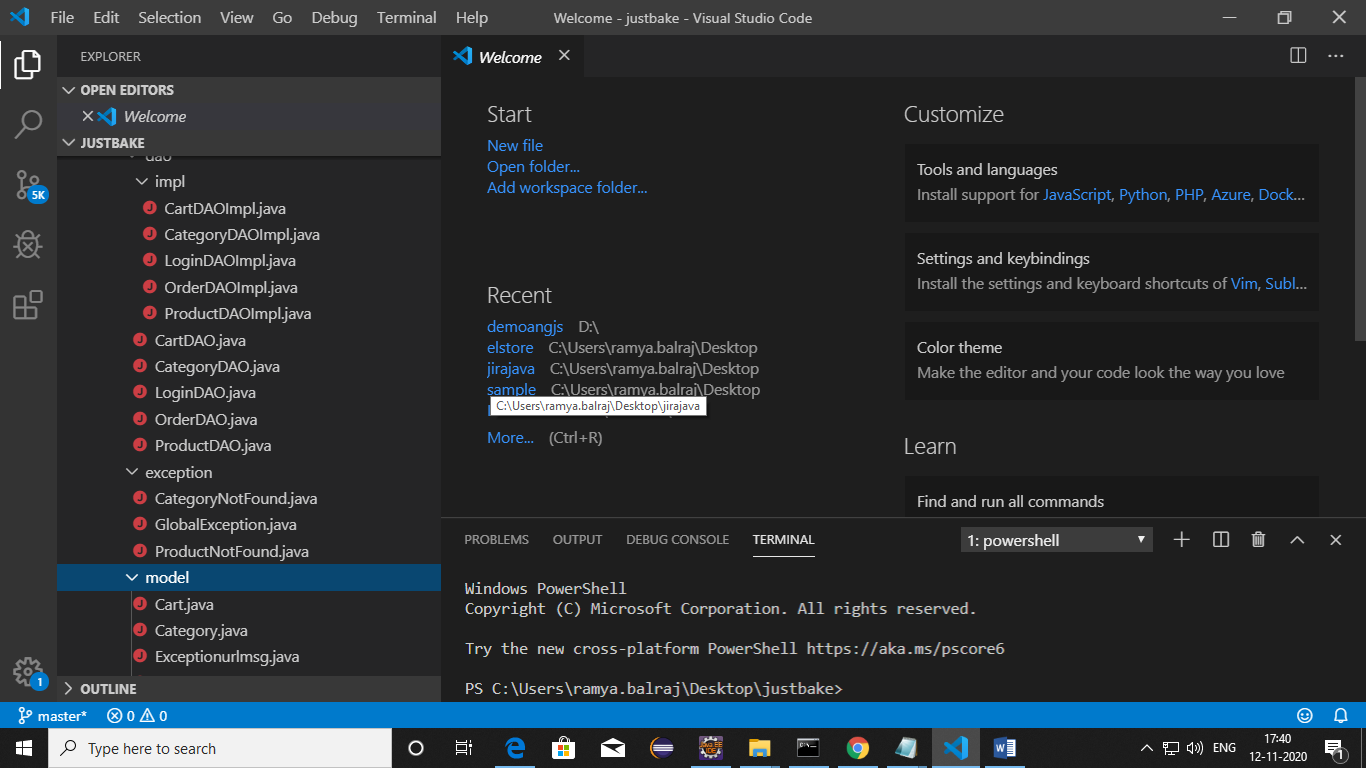 File Edit Selection View Go Debug Terminal Help
Welcome - justbake - Visual Studio Code
EXPLORER
OPEN EDITORS
Welcome
JUSTBAKE
dao
impl
CartDAOImpl.java
CategoryDAOImpl.java
LoginDAOImpl.java
OrderDAOImpl.java
ProductDAOImpl.java
CartDAO.java
CategoryDAO.java
LoginDAO.java
OrderDAO.java
ProductDAO.java
exception
CategoryNotFound.java
GlobalException.java
ProductNotFound.java
model
Cart.java
Category.java
Exceptionurlmsg.java
OUTLINE
5K
1
Welcome
Start
New file
Open folder...
Add workspace folder...
Recent
demoangjs D:\
elstore C:\Users\ramya.balraj\Desktop
jirajava C:\Users\ramya.balraj\Desktop
sample C:\Users\ramya.balraj\Desktop
C:\Users\ramya.balraj\Desktop\jirajava
More... (Ctrl+R)
Customize
Tools and languages
Install support for JavaScript, Python, PHP, Azure, Dock...
Settings and keybindings
Install the settings and keyboard shortcuts of Vim, Subl...
Color theme
Make the editor and your code look the way you love
Learn
Find and run all commands
PROBLEMS OUTPUT DEBUG CONSOLE TERMINAL
1: powershell
Windows PowerShell
Copyright (C) Microsoft Corporation. All rights reserved.
Try the new cross-platform PowerShell https://aka.ms/pscore6
PS C:\Users\ramya.balraj\Desktop\justbake>
master* 0 0
Type here to search
ENG
17:40
12-11-2020
1